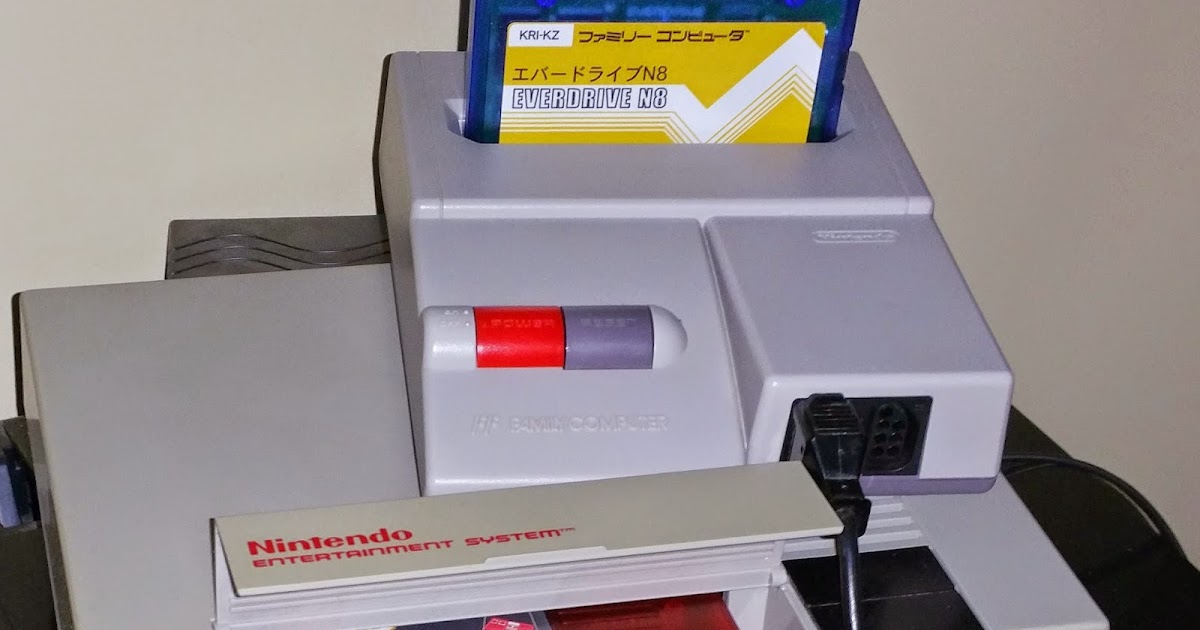 KRI-KZ ファミリー コンピュータ
エバードライブN8
EVERDRIVE N8
Nintendo
POWER RESET
FAMILY COMPUTER
Nintendo
ENTERTAINMENT SYSTEM™